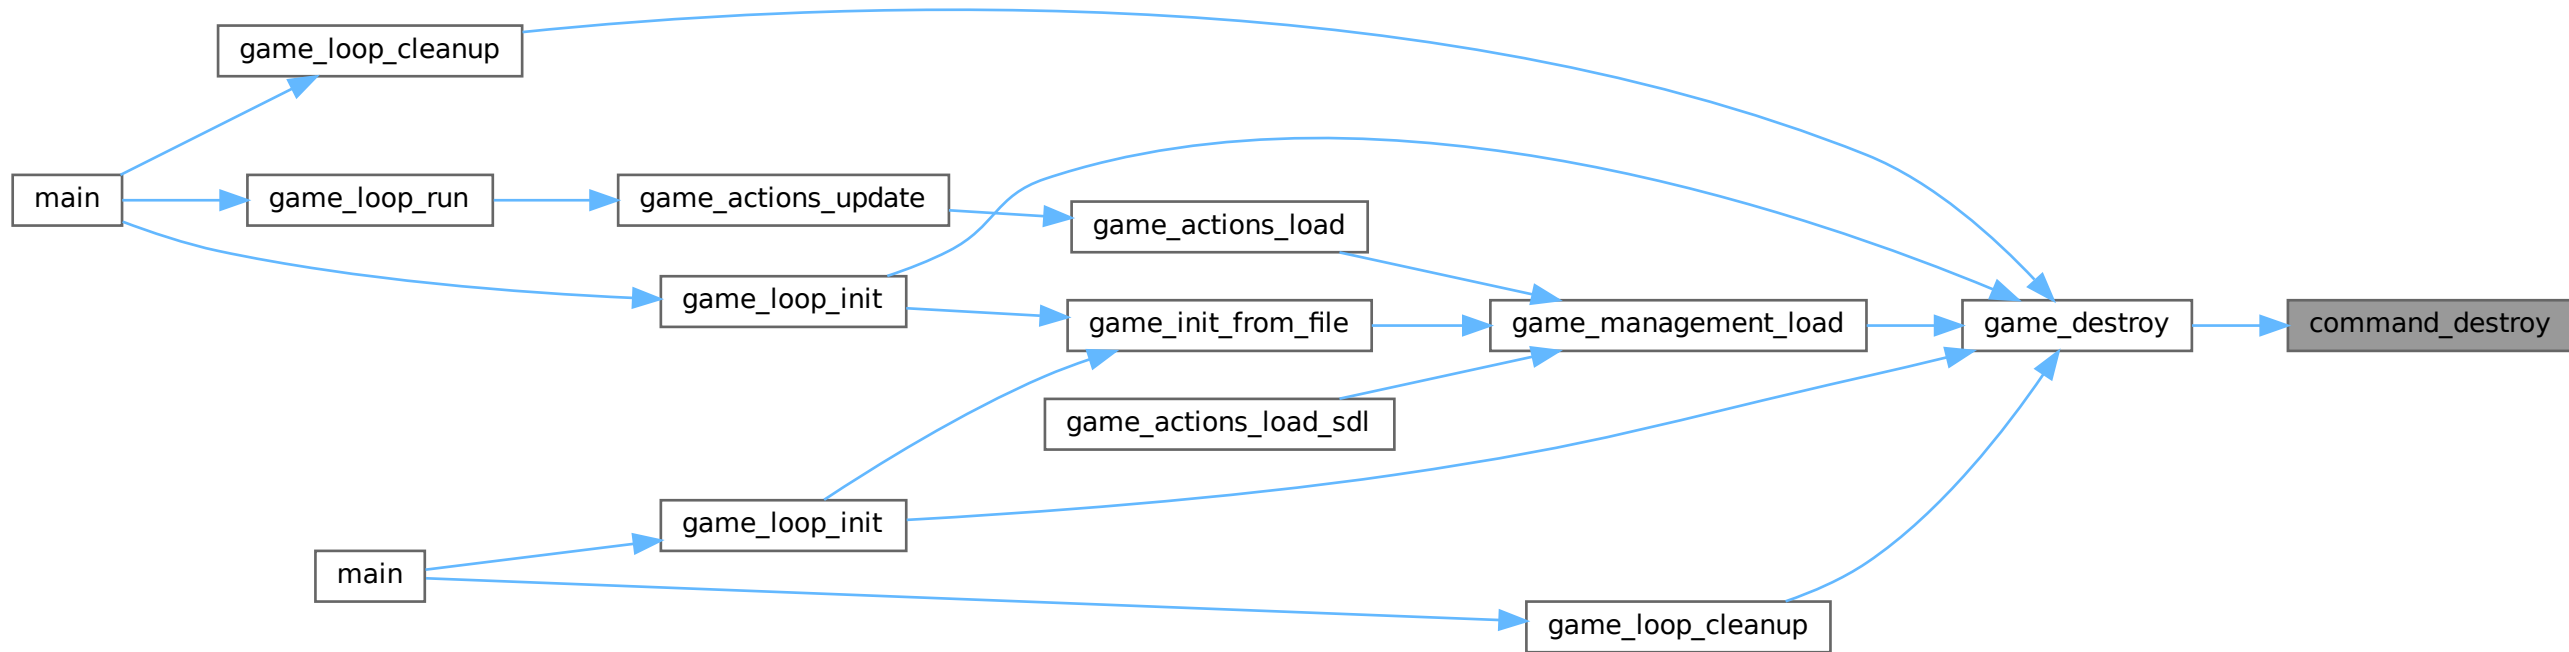 game_loop_cleanup
main
game_loop_run
game_actions_update
game_actions_load
game_loop_init
game_init_from_file
game_management_load
game_destroy
command_destroy
game_actions_load_sdl
game_loop_init
main
game_loop_cleanup